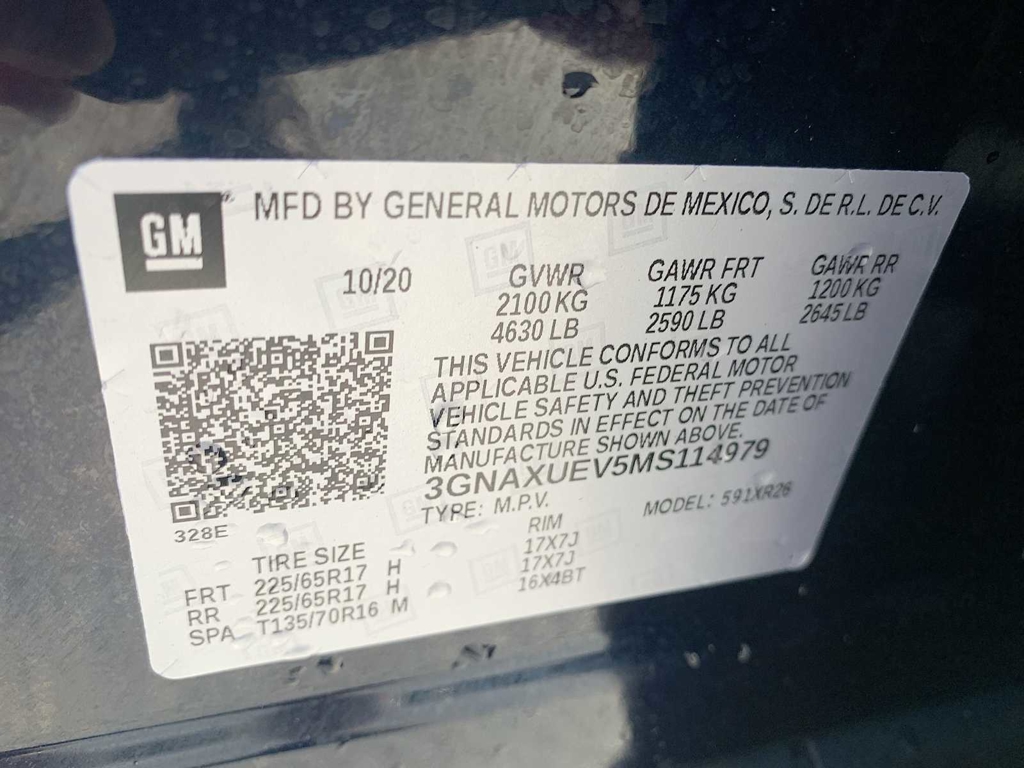 GM
MFD BY GENERAL MOTORS DE MEXICO, S. DE R.L. DE C.V.
10/20
GVWR GAWR FRT GAWR RR
2100 KG 1175 KG 1200 KG
4630 LB 2590 LB 2645 LB
THIS VEHICLE CONFORMS TO ALL
APPLICABLE U.S. FEDERAL MOTOR
VEHICLE SAFETY AND THEFT PREVENTION
STANDARDS IN EFFECT ON THE DATE OF
MANUFACTURE SHOWN ABOVE.
3GNAXUEV5MS114979
TYPE: M.P.V. MODEL: 591XR26
328E
TIRE SIZE RIM
FRT 225/65R17 H 17X7J
RR 225/65R17 H 17X7J
SPA T135/70R16 M 16X4BT